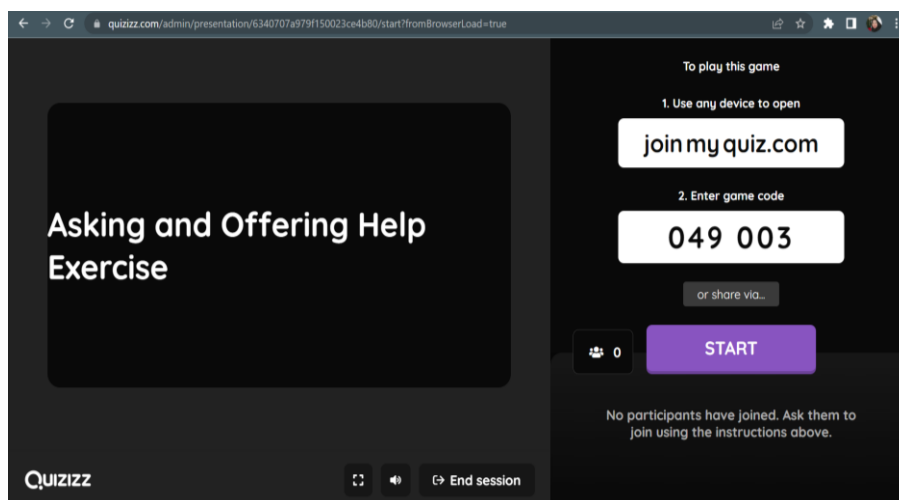 quizizz.com/admin/presentation/6340707a979f150023ce4b80/start?fromBrowserLoad=true
Asking and Offering Help
Exercise
To play this game
1. Use any device to open
joinmyquiz.com
2. Enter game code
049 003
or share via...
0
START
No participants have joined. Ask them to
join using the instructions above.
Quizizz
End session